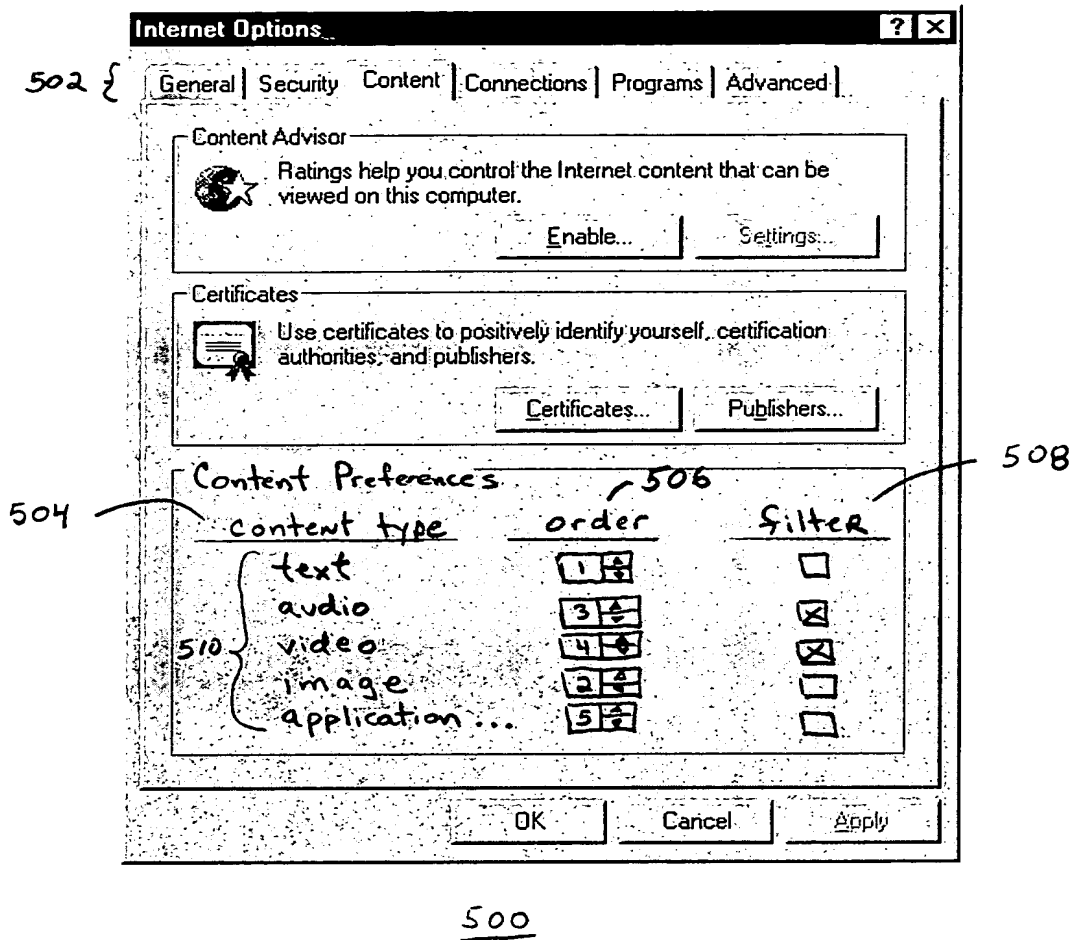 Internet Options
502 { General Security Content Connections Programs Advanced
Content Advisor
Ratings help you control the Internet content that can be
viewed on this computer.
Enable... Settings...
Certificates
Use certificates to positively identify yourself, certification
authorities, and publishers.
Certificates... Publishers...
508
Content Preferences 506
504 content type order filter
text 1
audio 3
510 video 4
image 2
application ... 5
OK Cancel Apply
500